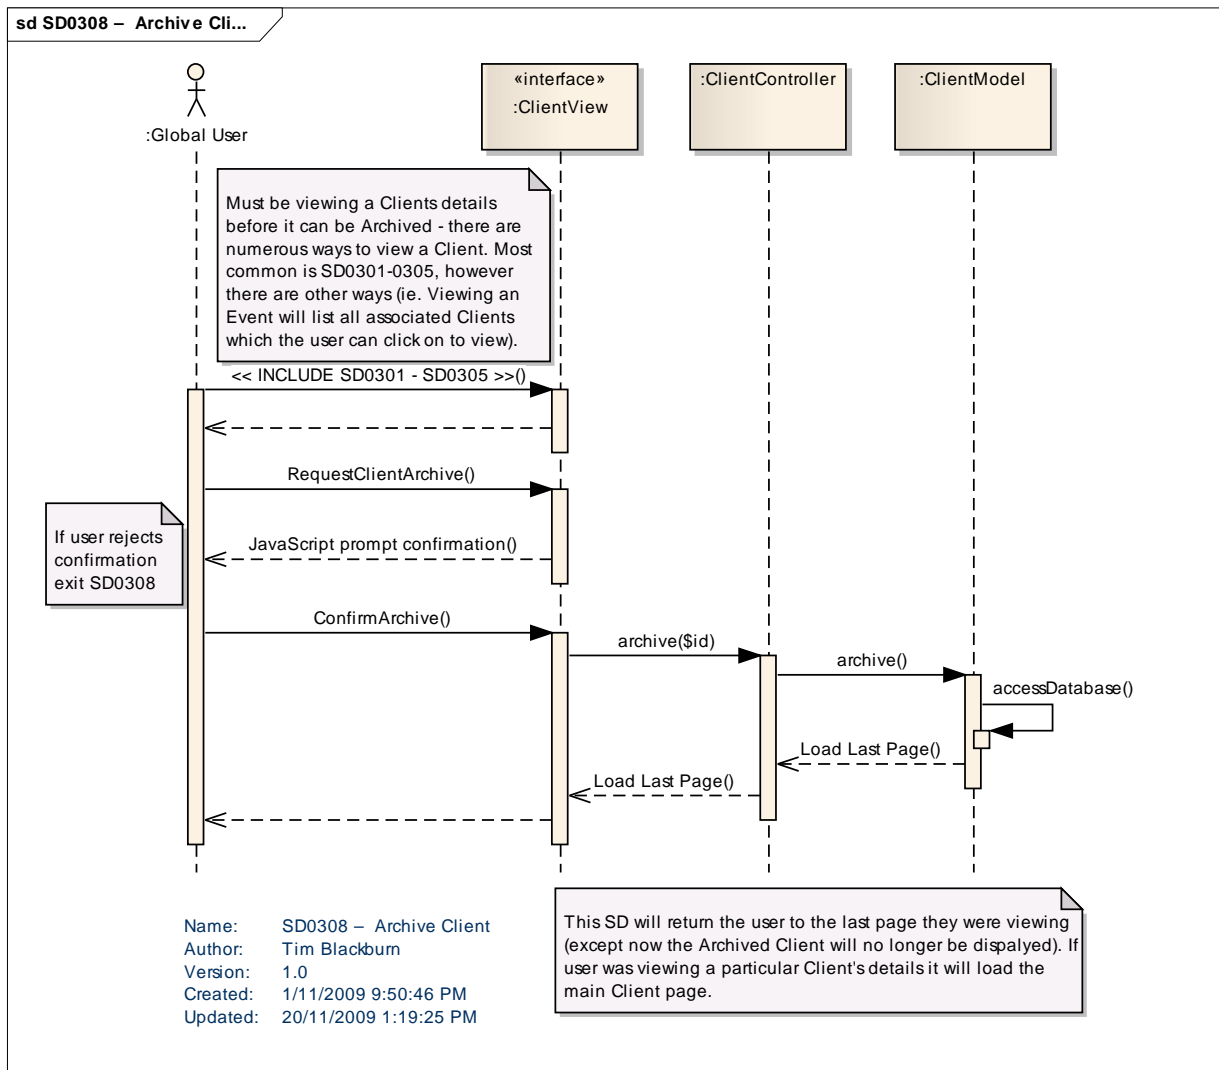 sd SD0308 – Archive Cli...
«interface»
:ClientView
:ClientController
:ClientModel
:Global User
Must be viewing a Clients details
before it can be Archived - there are
numerous ways to view a Client. Most
common is SD0301-0305, however
there are other ways (ie. Viewing an
Event will list all associated Clients
which the user can click on to view).
<< INCLUDE SD0301 - SD0305 >>()
RequestClientArchive()
If user rejects
confirmation
exit SD0308
JavaScript prompt confirmation()
ConfirmArchive()
archive($id)
archive()
accessDatabase()
Load Last Page()
Load Last Page()
Name: SD0308 – Archive Client
Author: Tim Blackburn
Version: 1.0
Created: 1/11/2009 9:50:46 PM
Updated: 20/11/2009 1:19:25 PM
This SD will return the user to the last page they were viewing
(except now the Archived Client will no longer be dispalyed). If
user was viewing a particular Client's details it will load the
main Client page.